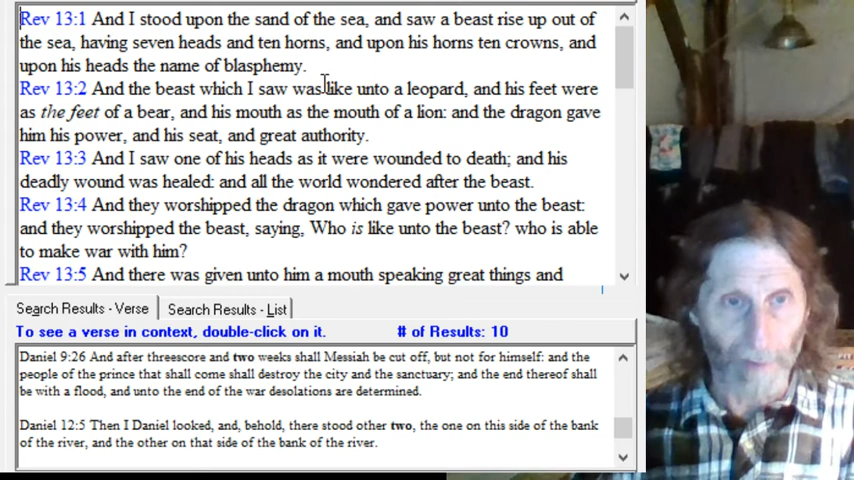 Rev 13:1 And I stood upon the sand of the sea, and saw a beast rise up out of
the sea, having seven heads and ten horns, and upon his horns ten crowns, and
upon his heads the name of blasphemy.
Rev 13:2 And the beast which I saw was like unto a leopard, and his feet were
as the feet of a bear, and his mouth as the mouth of a lion: and the dragon gave
him his power, and his seat, and great authority.
Rev 13:3 And I saw one of his heads as it were wounded to death; and his
deadly wound was healed: and all the world wondered after the beast.
Rev 13:4 And they worshipped the dragon which gave power unto the beast:
and they worshipped the beast, saying, Who is like unto the beast? who is able
to make war with him?
Rev 13:5 And there was given unto him a mouth speaking great things and
Search Results - Verse Search Results - List
To see a verse in context, double-click on it. # of Results: 10
Daniel 9:26 And after threescore and two weeks shall Messiah be cut off, but not for himself: and the
people of the prince that shall come shall destroy the city and the sanctuary; and the end thereof shall
be with a flood, and unto the end of the war desolations are determined.
Daniel 12:5 Then I Daniel looked, and, behold, there stood other two, the one on this side of the bank
of the river, and the other on that side of the bank of the river.